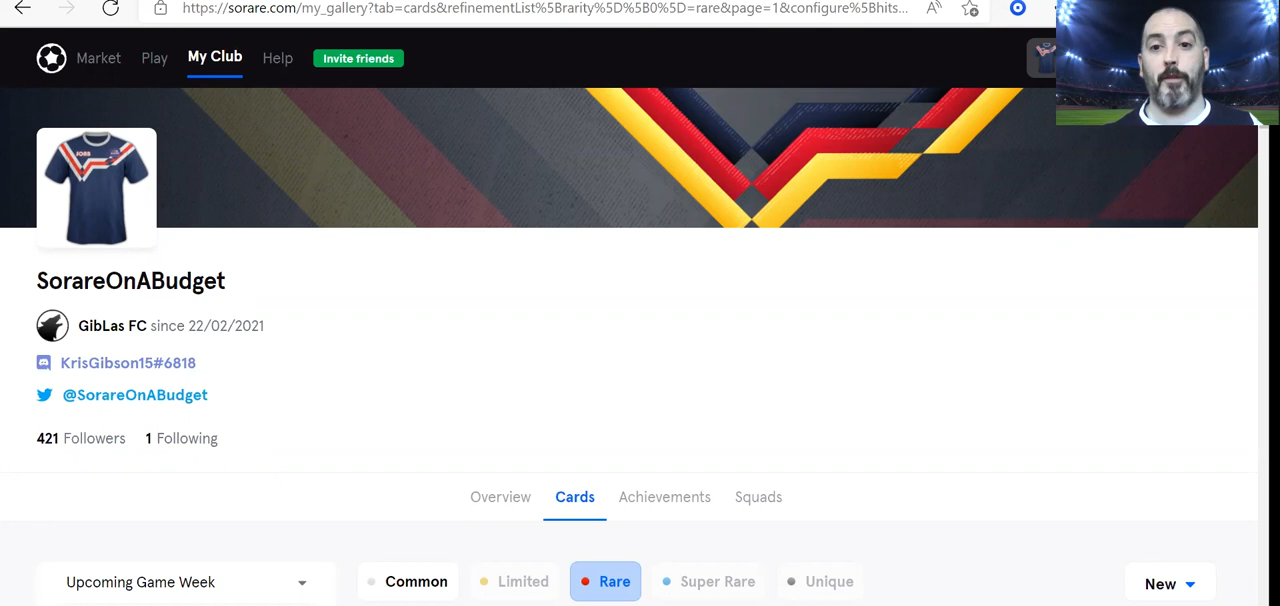 https://sorare.com/my_gallery?tab=cards&refinementList%5Brarity%5D%5B0%5D=rare&page=1&configure%5Bhits...
Market Play My Club Help Invite friends
SorareOnABudget
GibLas FC since 22/02/2021
KrisGibson15#6818
@SorareOnABudget
421 Followers 1 Following
Overview Cards Achievements Squads
Upcoming Game Week Common Limited Rare Super Rare Unique New